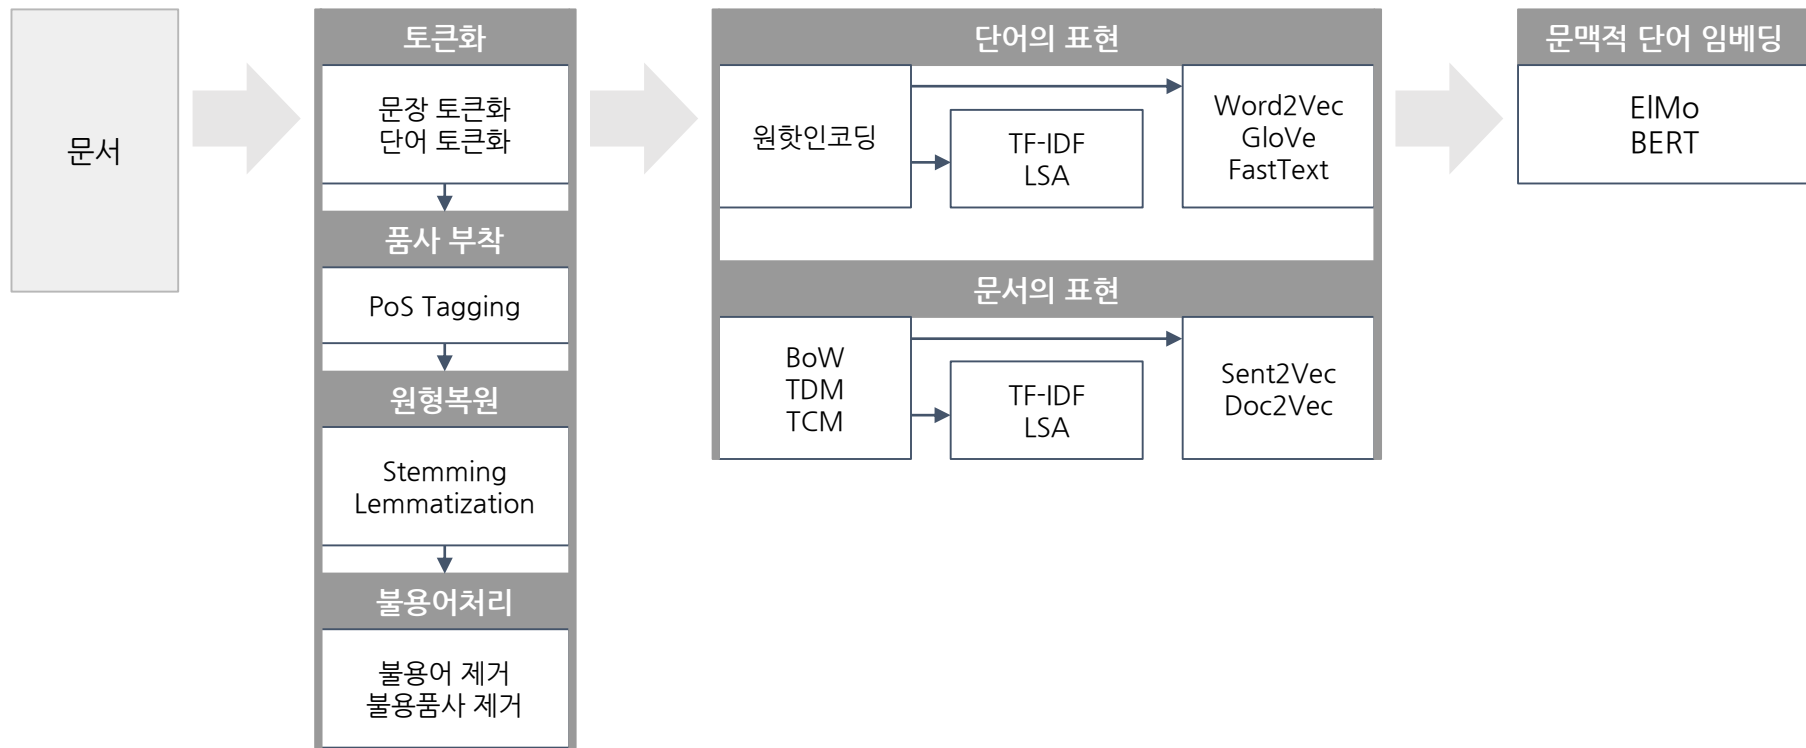 문서
토큰화
문장 토큰화
단어 토큰화
품사 부착
PoS Tagging
원형복원
Stemming
Lemmatization
불용어처리
불용어 제거
불용품사 제거
단어의 표현
원핫인코딩
TF-IDF
LSA
Word2Vec
GloVe
FastText
문서의 표현
BoW
TDM
TCM
TF-IDF
LSA
Sent2Vec
Doc2Vec
문맥적 단어 임베딩
ElMo
BERT